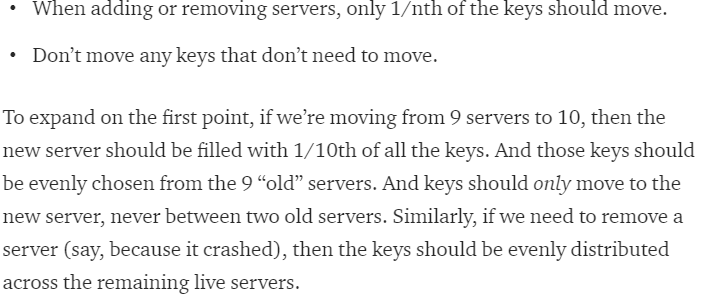 • When adding or removing servers, only 1/nth of the keys should move.
• Don’t move any keys that don’t need to move.
To expand on the first point, if we’re moving from 9 servers to 10, then the
new server should be filled with 1/10th of all the keys. And those keys should
be evenly chosen from the 9 “old” servers. And keys should only move to the
new server, never between two old servers. Similarly, if we need to remove a
server (say, because it crashed), then the keys should be evenly distributed
across the remaining live servers.